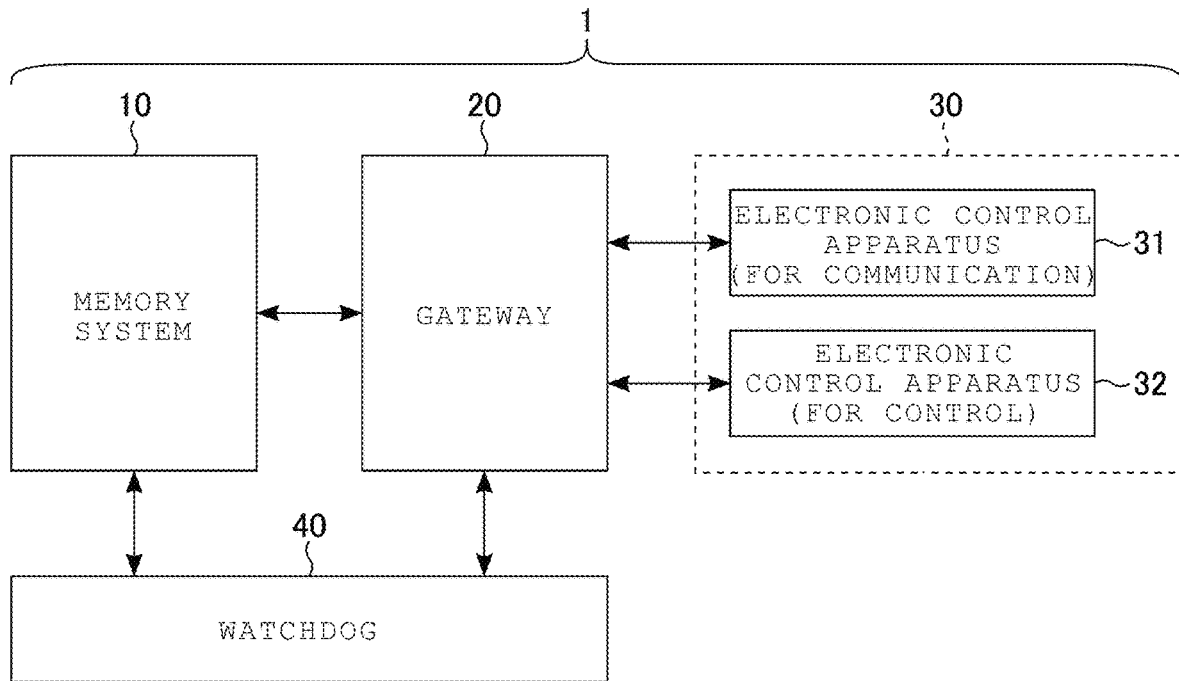 1
10
20
30
MEMORY
SYSTEM
GATEWAY
ELECTRONIC CONTROL
APPARATUS
(FOR COMMUNICATION)
31
ELECTRONIC
CONTROL APPARATUS
(FOR CONTROL)
32
40
WATCHDOG